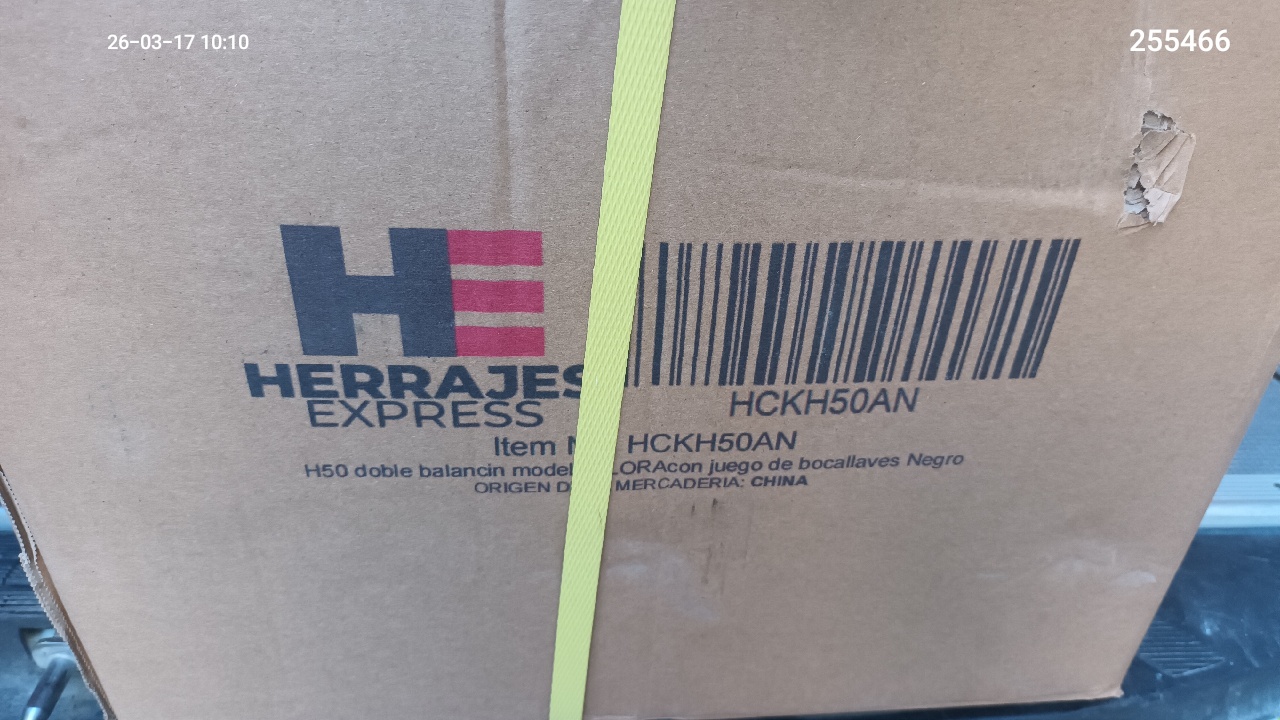 26-03-17 10:10
255466
HE
HERRAJES
EXPRESS
HCKH50AN
Item HCKH50AN
H50 doble balancin con juego de bocallaves Negro
ORIGEN MERCADERIA: CHINA